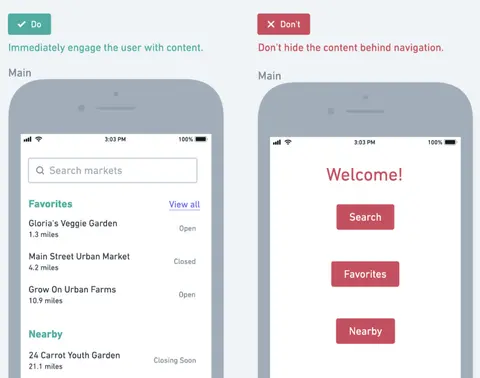 Do
Immediately engage the user with content.
Main
3:03 PM
100%
Search markets
Favorites
View all
Gloria's Veggie Garden
1.3 miles
Open
Main Street Urban Market
4.2 miles
Closed
Grow On Urban Farms
10.9 miles
Open
Nearby
24 Carrot Youth Garden
21.1 miles
Closing Soon
Don't
Don't hide the content behind navigation.
Main
3:03 PM
100%
Welcome!
Search
Favorites
Nearby